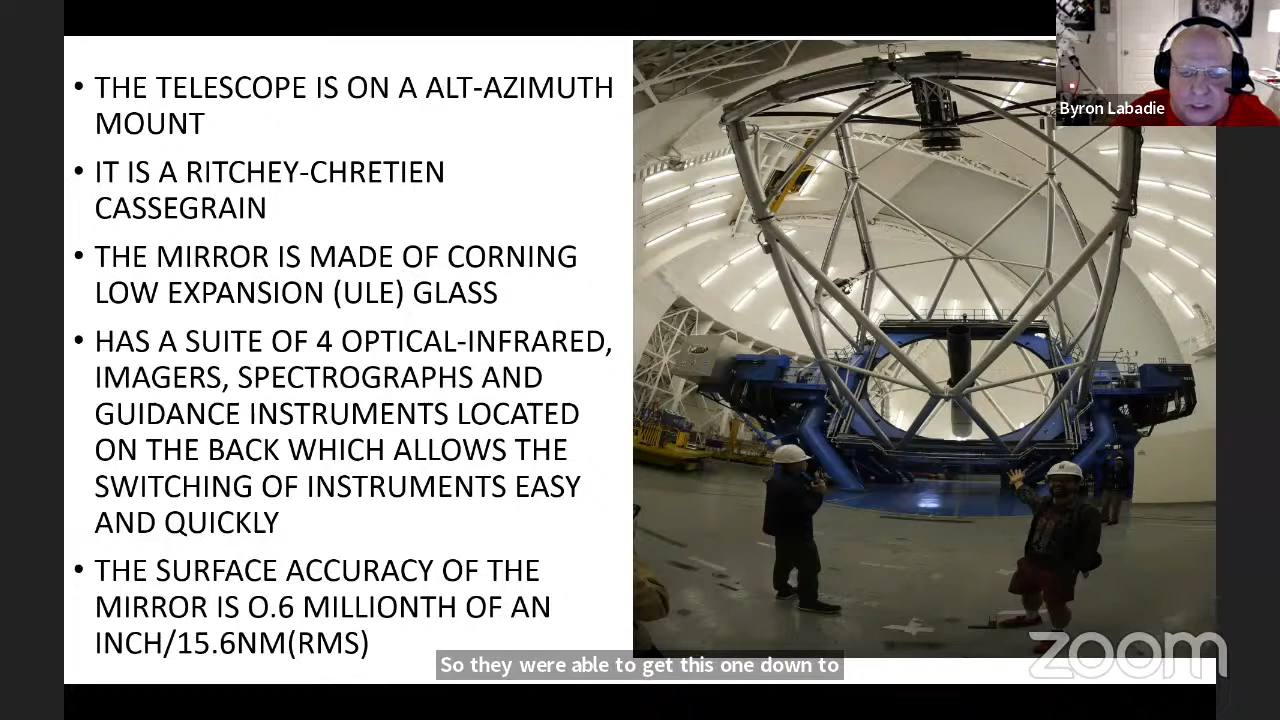 • THE TELESCOPE IS ON A ALT-AZIMUTH
MOUNT
• IT IS A RITCHEY-CHRETIEN
CASSEGRAIN
• THE MIRROR IS MADE OF CORNING
LOW EXPANSION (ULE) GLASS
• HAS A SUITE OF 4 OPTICAL-INFRARED,
IMAGERS, SPECTROGRAPHS AND
GUIDANCE INSTRUMENTS LOCATED
ON THE BACK WHICH ALLOWS THE
SWITCHING OF INSTRUMENTS EASY
AND QUICKLY
• THE SURFACE ACCURACY OF THE
MIRROR IS O.6 MILLIONTH OF AN
INCH/15.6NM(RMS)
Byron Labadie
So they were able to get this one down to
zoom